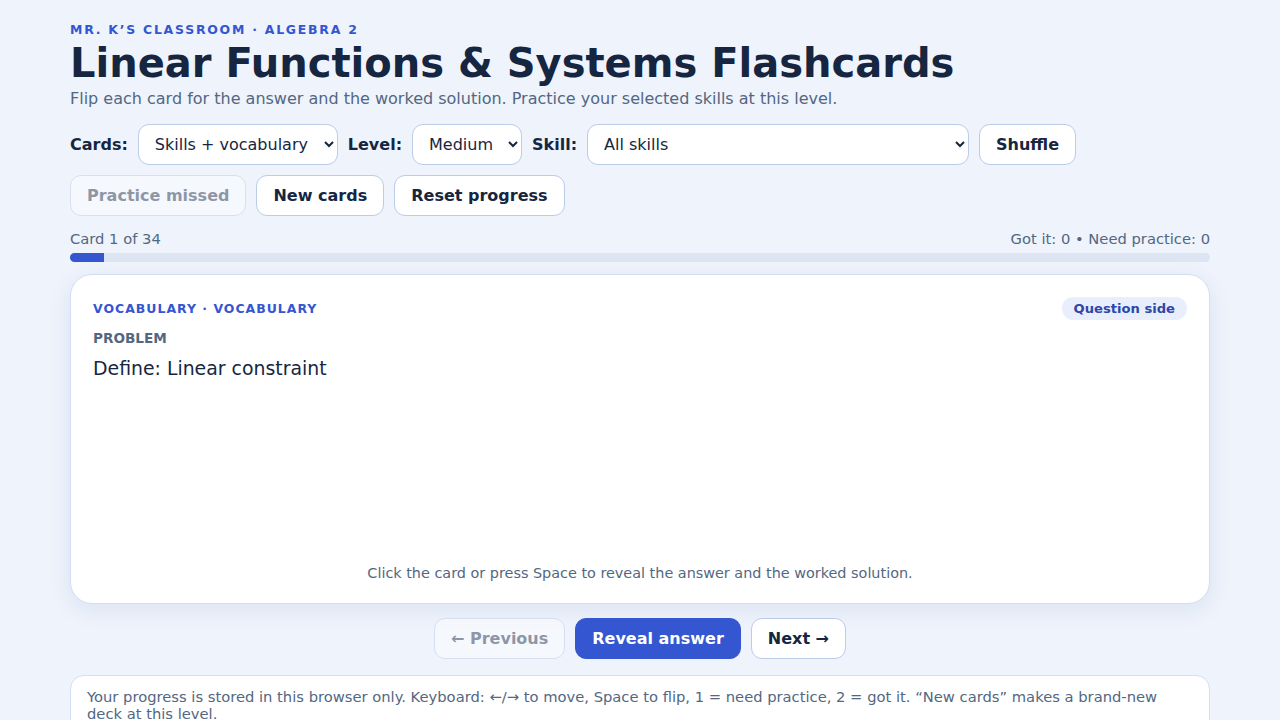 MR. K’S CLASSROOM · ALGEBRA 2
Linear Functions & Systems Flashcards
Flip each card for the answer and the worked solution. Practice your selected skills at this level.
Cards: Skills + vocabulary Level: Medium Skill: All skills Shuffle
Practice missed New cards Reset progress
Card 1 of 34 Got it: 0 • Need practice: 0
VOCABULARY · VOCABULARY Question side
PROBLEM
Define: Linear constraint
Click the card or press Space to reveal the answer and the worked solution.
← Previous Reveal answer Next →
Your progress is stored in this browser only. Keyboard: ←/→ to move, Space to flip, 1 = need practice, 2 = got it. “New cards” makes a brand-new
deck at this level.